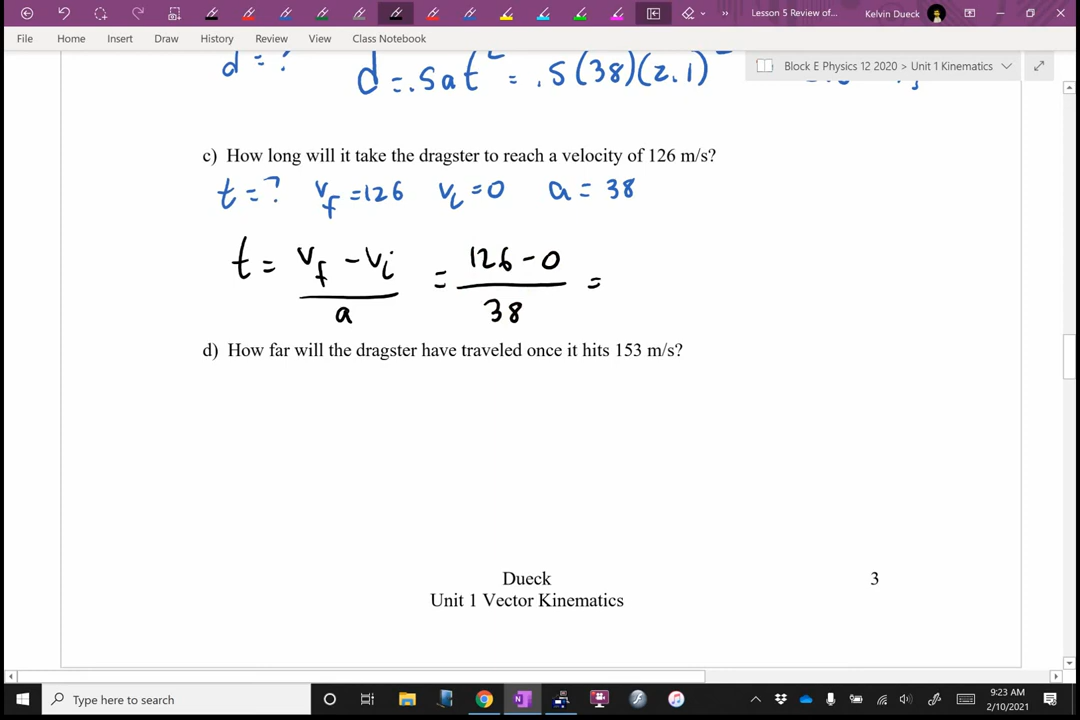 Lesson 5 Review of... Kelvin Dueck
File Home Insert Draw History Review View Class Notebook
Block E Physics 12 2020 > Unit 1 Kinematics
d = ? d = .5at² = .5(38)(2.1)²
c) How long will it take the dragster to reach a velocity of 126 m/s?
t = ? vf = 126 vi = 0 a = 38
t = vf - vi / a = 126 - 0 / 38 =
d) How far will the dragster have traveled once it hits 153 m/s?
Dueck
3
Unit 1 Vector Kinematics
Type here to search
9:23 AM
2/10/2021